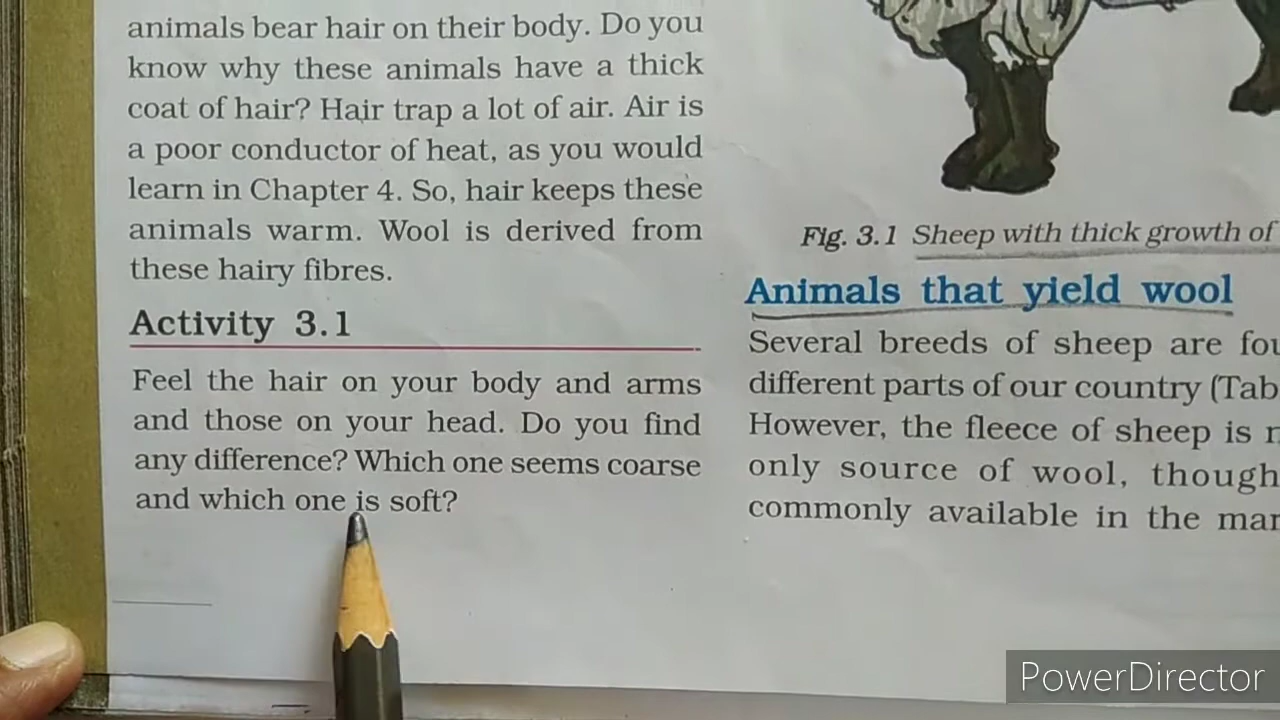 animals bear hair on their body. Do you
know why these animals have a thick
coat of hair? Hair trap a lot of air. Air is
a poor conductor of heat, as you would
learn in Chapter 4. So, hair keeps these
animals warm. Wool is derived from
these hairy fibres.
Activity 3.1
Feel the hair on your body and arms
and those on your head. Do you find
any difference? Which one seems coarse
and which one is soft?
Fig. 3.1 Sheep with thick growth of
Animals that yield wool
Several breeds of sheep are
different parts of our country
However, the fleece of sheep is
only source of wool, though
commonly available in the
PowerDirector